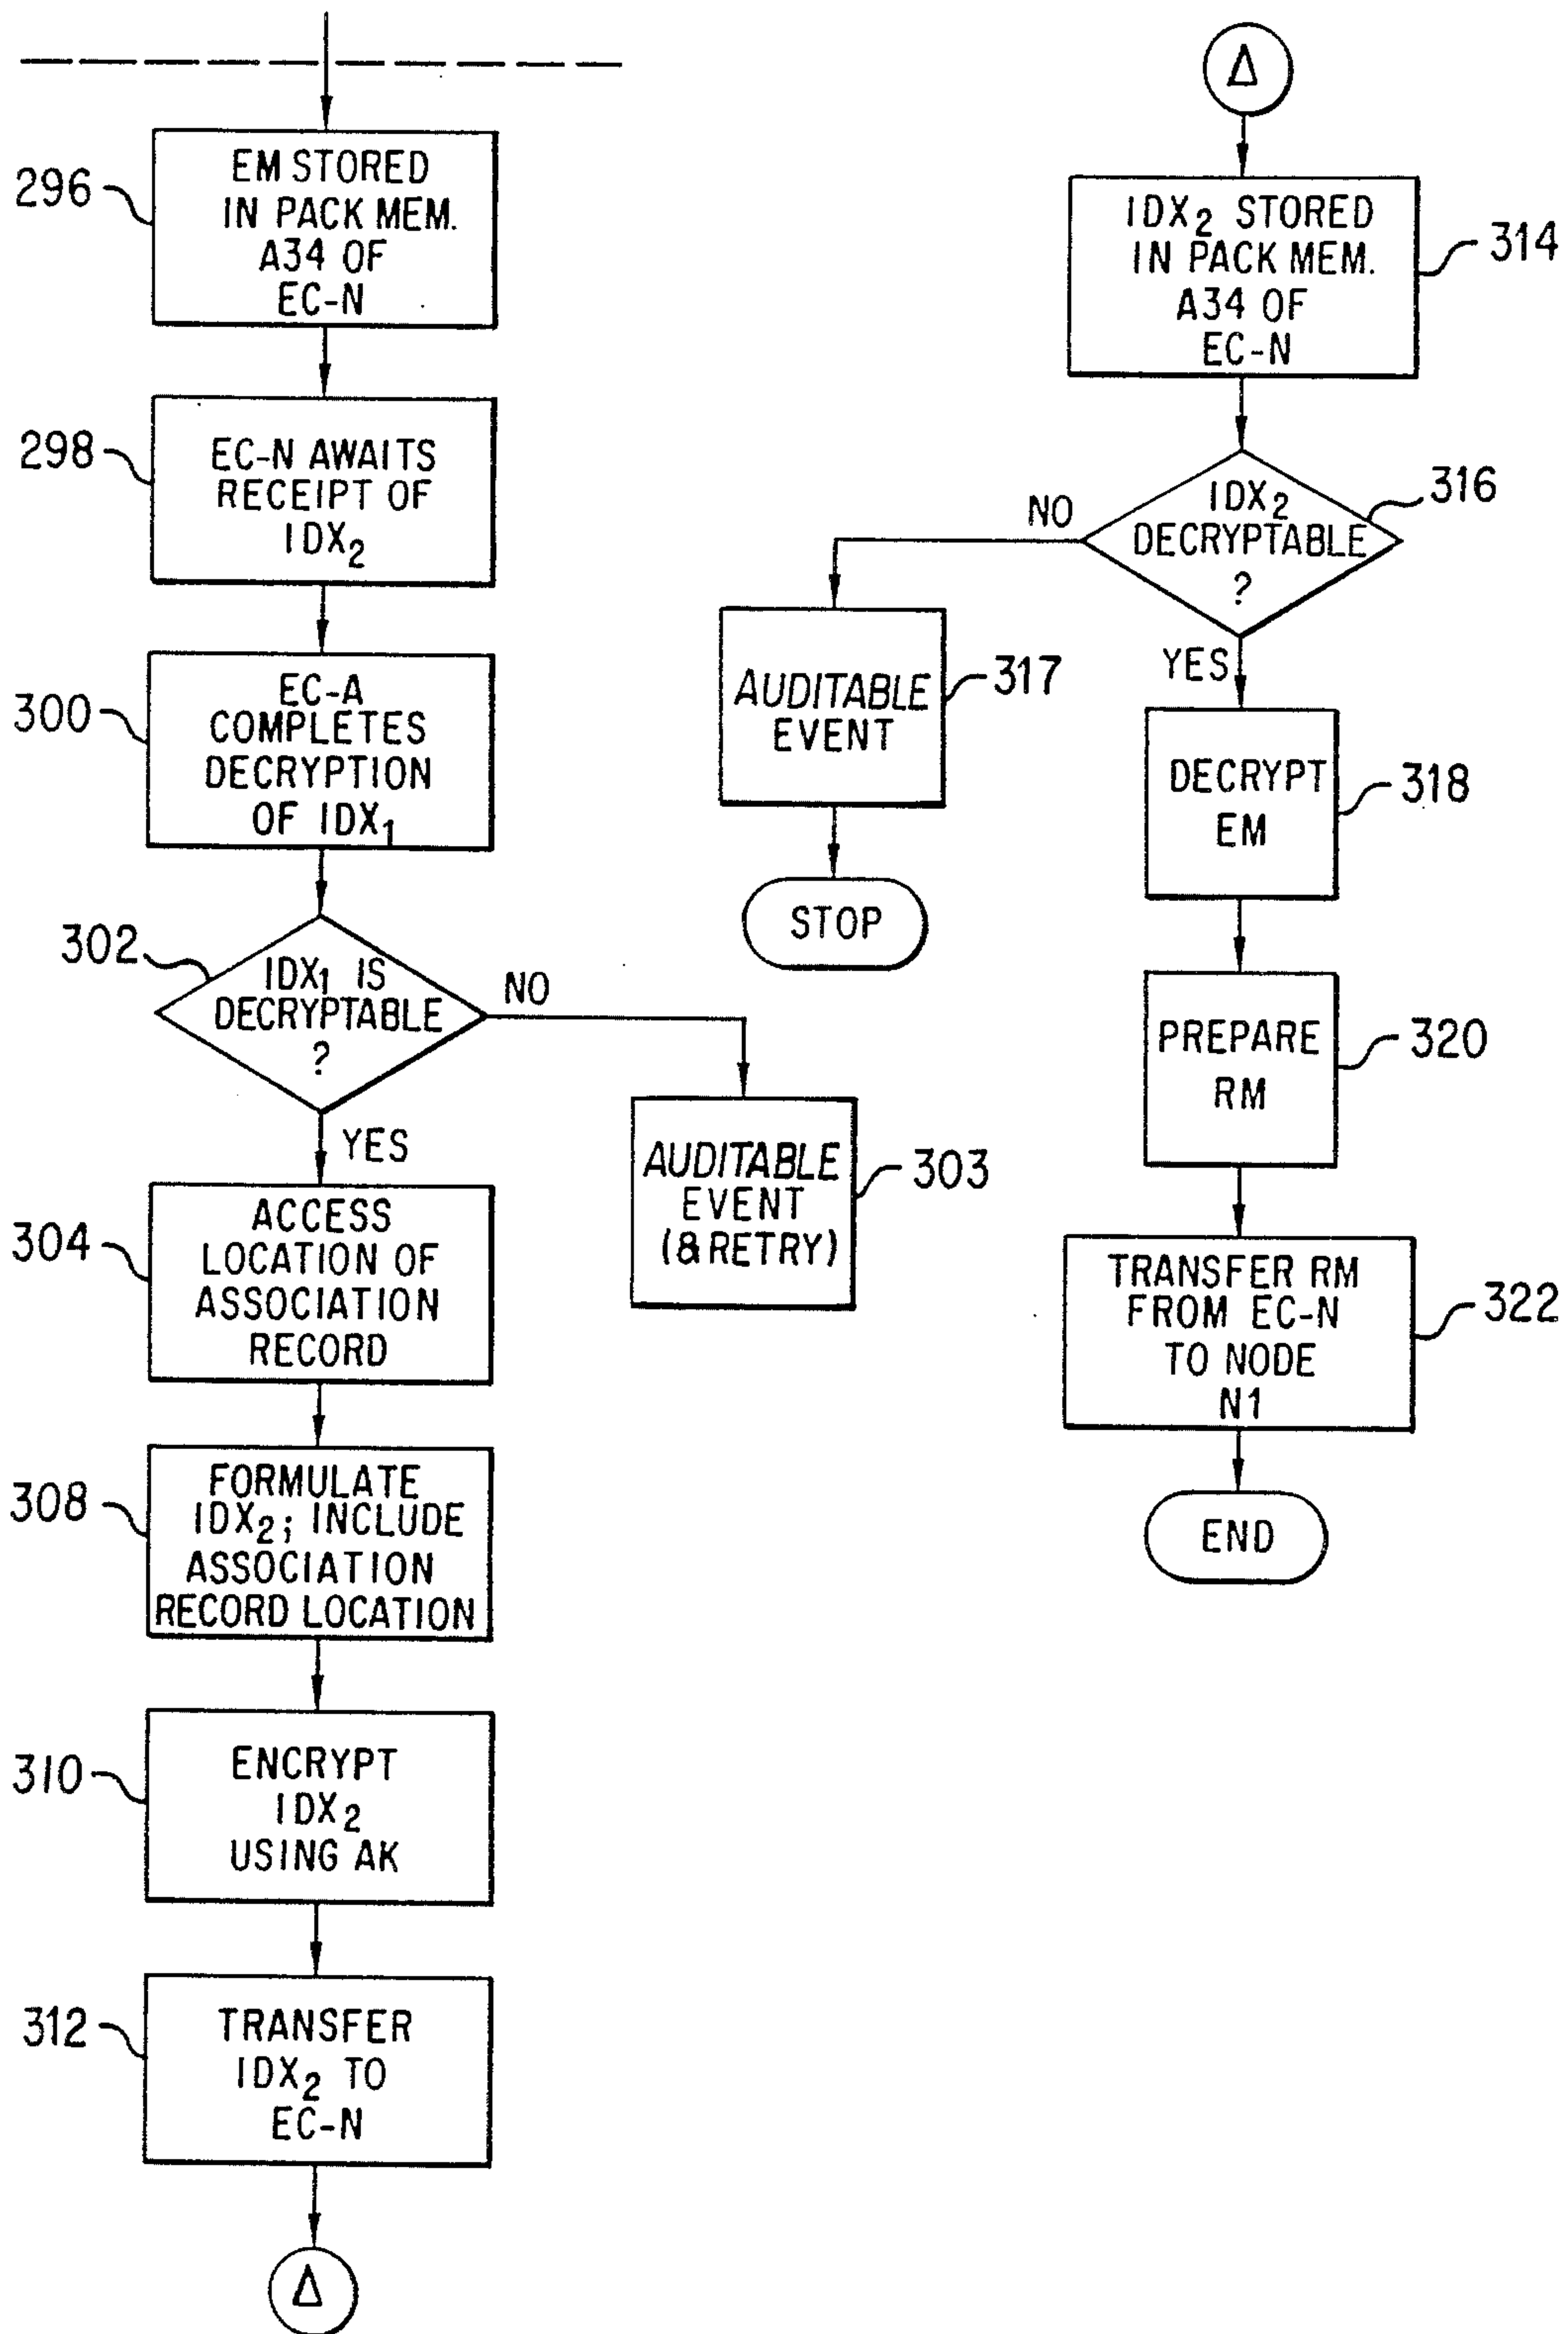 296
EM STORED
IN PACK MEM.
A34 OF
EC-N
298
EC-N AWAITS
RECEIPT OF
IDX₂
300
EC-A
COMPLETES
DECRYPTION
OF IDX₁
302
IDX₁ IS
DECRYPTABLE
?
NO
YES
AUDITABLE
EVENT
(& RETRY)
303
304
ACCESS
LOCATION OF
ASSOCIATION
RECORD
308
FORMULATE
IDX₂; INCLUDE
ASSOCIATION
RECORD LOCATION
310
ENCRYPT
IDX₂
USING AK
312
TRANSFER
IDX₂ TO
EC-N
Δ
Δ
IDX₂ STORED
IN PACK MEM.
A34 OF
EC-N
314
IDX₂
DECRYPTABLE
?
316
NO
YES
AUDITABLE
EVENT
317
STOP
DECRYPT
EM
318
PREPARE
RM
320
TRANSFER RM
FROM EC-N
TO NODE
N1
322
END